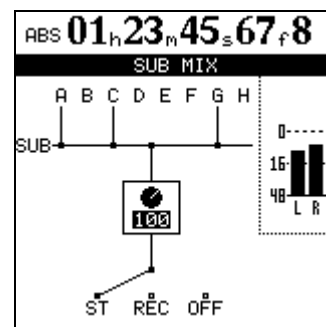 ABS 01h23m45s67f8
SUB MIX
A B C D E F G H
0
SUB
16
100
48
L R
ST REC OFF